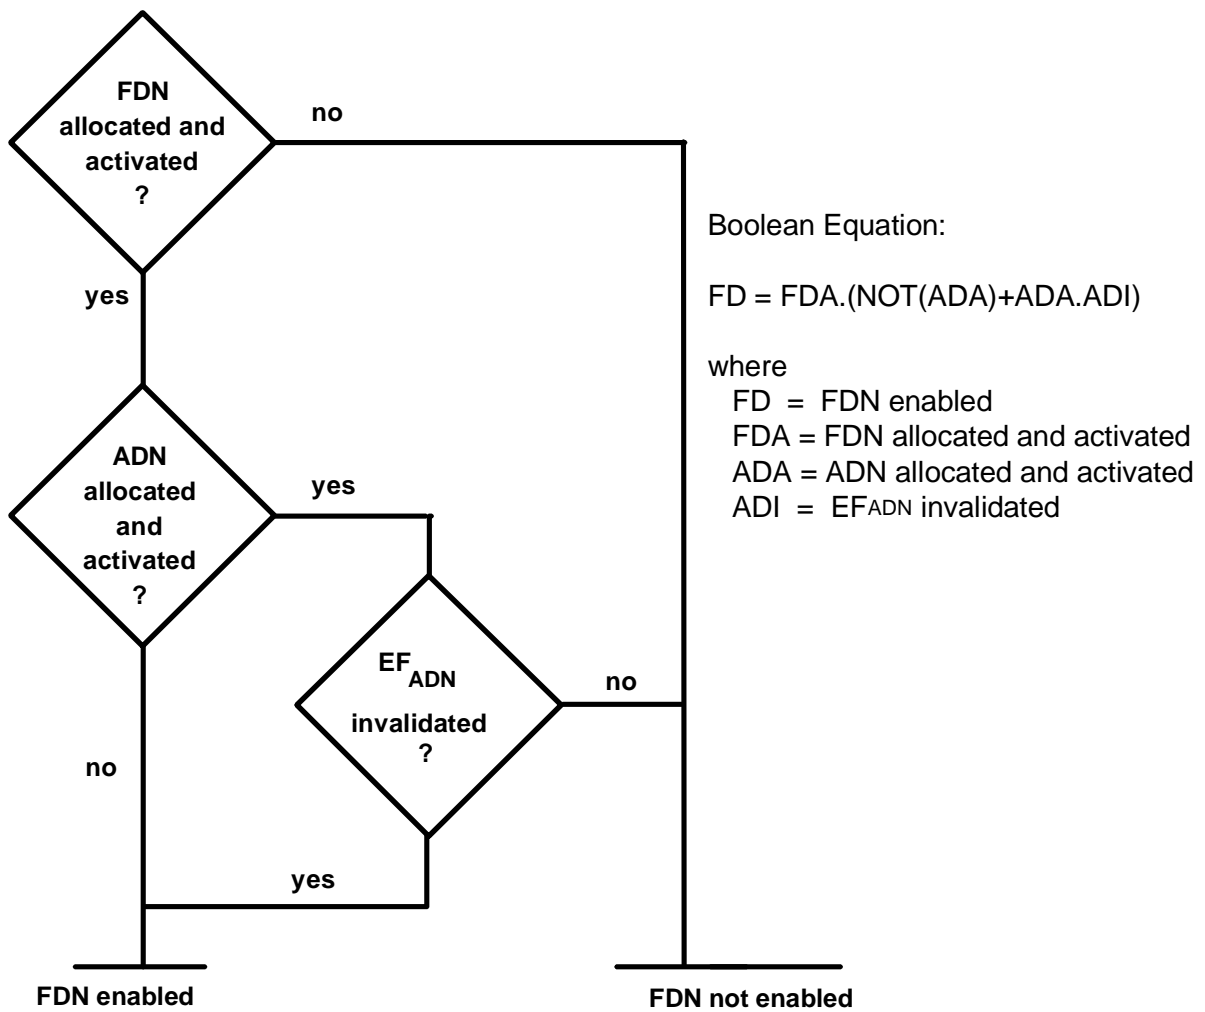 FDN
allocated and
activated
?
no
yes
Boolean Equation:
FD = FDA.(NOT(ADA)+ADA.ADI)
where
FD = FDN enabled
FDA = FDN allocated and activated
ADA = ADN allocated and activated
ADI = EFADN invalidated
ADN
allocated
and
activated
?
yes
no
EFADN
invalidated
?
no
yes
FDN enabled
FDN not enabled